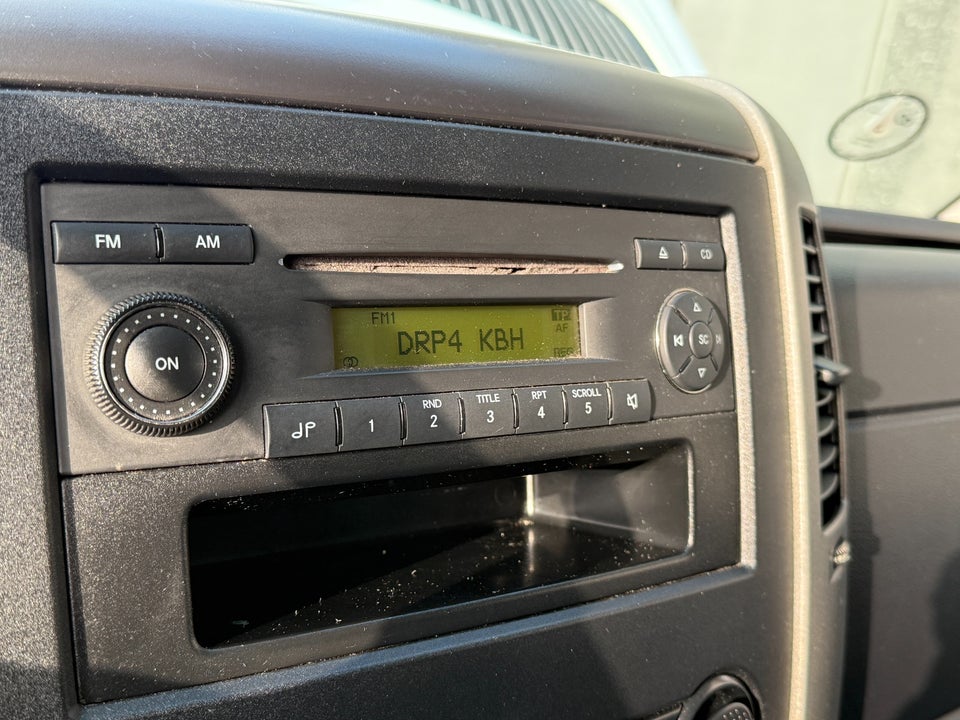 FM AM
CD
FM1
TP
AF
DRP4 KBH
ON
SC
1
RND
2
TITLE
3
RPT
4
SCROLL
5